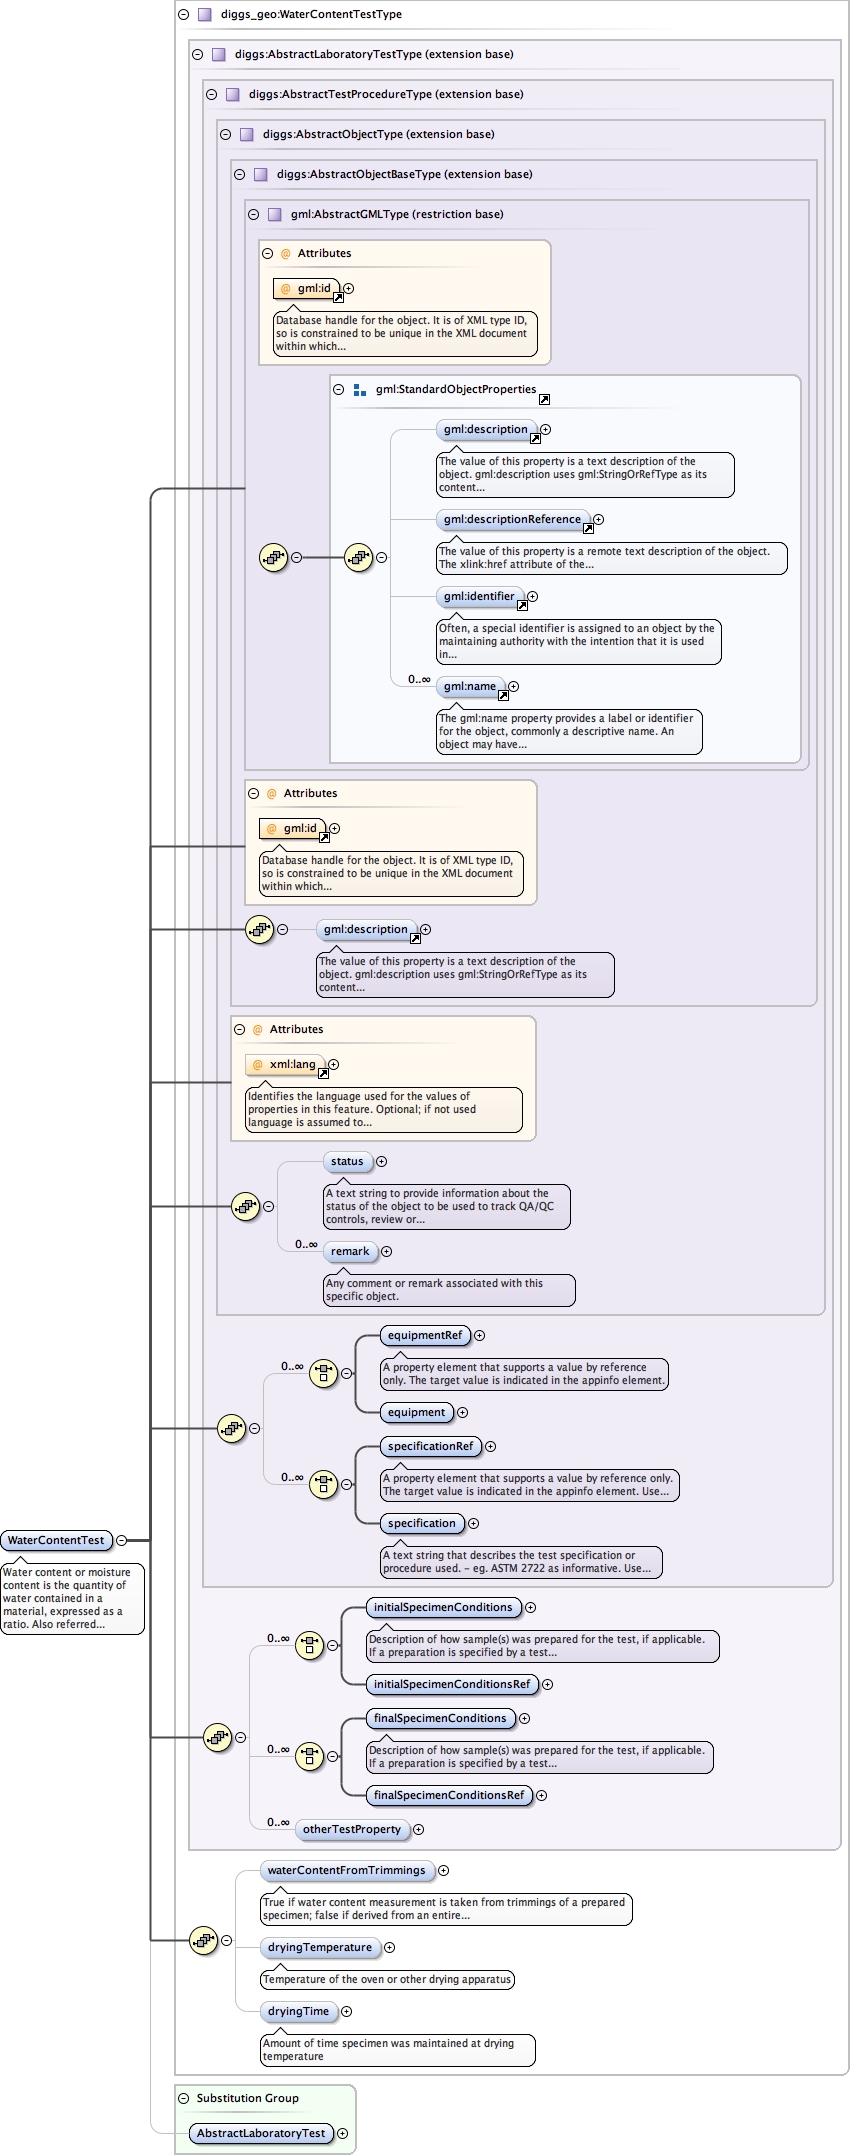 diggs_geo:WaterContentTestType
diggs:AbstractLaboratoryTestType (extension base)
diggs:AbstractTestProcedureType (extension base)
diggs:AbstractObjectType (extension base)
diggs:AbstractObjectBaseType (extension base)
gml:AbstractGMLType (restriction base)
@ Attributes
@ gml:id
Database handle for the object. It is of XML type ID,
so is constrained to be unique in the XML document
within which...
gml:StandardObjectProperties
gml:description
The value of this property is a text description of the
object. gml:description uses gml:StringOrRefType as its
content...
gml:descriptionReference
The value of this property is a remote text description of the object.
The xlink:href attribute of the...
gml:identifier
Often, a special identifier is assigned to an object by the
maintaining authority with the intention that it is used
in...
0..∞
gml:name
The gml:name property provides a label or identifier
for the object, commonly a descriptive name. An
object may have...
@ Attributes
@ gml:id
Database handle for the object. It is of XML type ID,
so is constrained to be unique in the XML document
within which...
gml:description
The value of this property is a text description of the
object. gml:description uses gml:StringOrRefType as its
content...
@ Attributes
@ xml:lang
Identifies the language used for the values of
properties in this feature. Optional; if not used
language is assumed to...
status
A text string to provide information about the
status of the object to be used to track QA/QC
controls, review or...
0..∞
remark
Any comment or remark associated with this
specific object.
equipmentRef
0..∞
A property element that supports a value by reference
only. The target value is indicated in the appinfo element.
equipment
specificationRef
0..∞
A property element that supports a value by reference only.
The target value is indicated in the appinfo element. Use...
specification
A text string that describes the test specification or
procedure used. - eg. ASTM 2722 as informative. Use...
WaterContentTest
Water content or moisture
content is the quantity of
water contained in a
material, expressed as a
ratio. Also referred...
initialSpecimenConditions
0..∞
Description of how sample(s) was prepared for the test, if applicable.
If a preparation is specified by a test...
initialSpecimenConditionsRef
finalSpecimenConditions
0..∞
Description of how sample(s) was prepared for the test, if applicable.
If a preparation is specified by a test...
finalSpecimenConditionsRef
0..∞
otherTestProperty
waterContentFromTrimmings
True if water content measurement is taken from trimmings of a prepared
specimen; false if derived from an entire...
dryingTemperature
Temperature of the oven or other drying apparatus
dryingTime
Amount of time specimen was maintained at drying
temperature
Substitution Group
AbstractLaboratoryTest